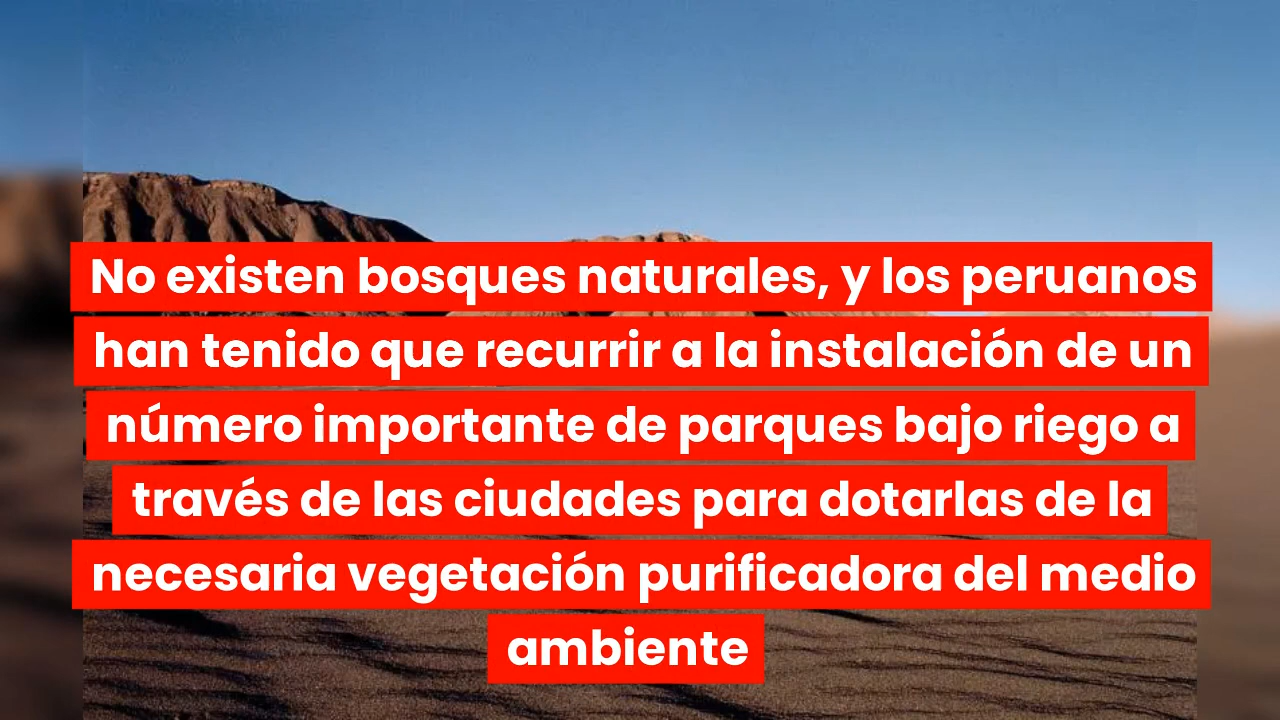 No existen bosques naturales, y los peruanos
han tenido que recurrir a la instalación de un
número importante de parques bajo riego a
través de las ciudades para dotarlas de la
necesaria vegetación purificadora del medio
ambiente